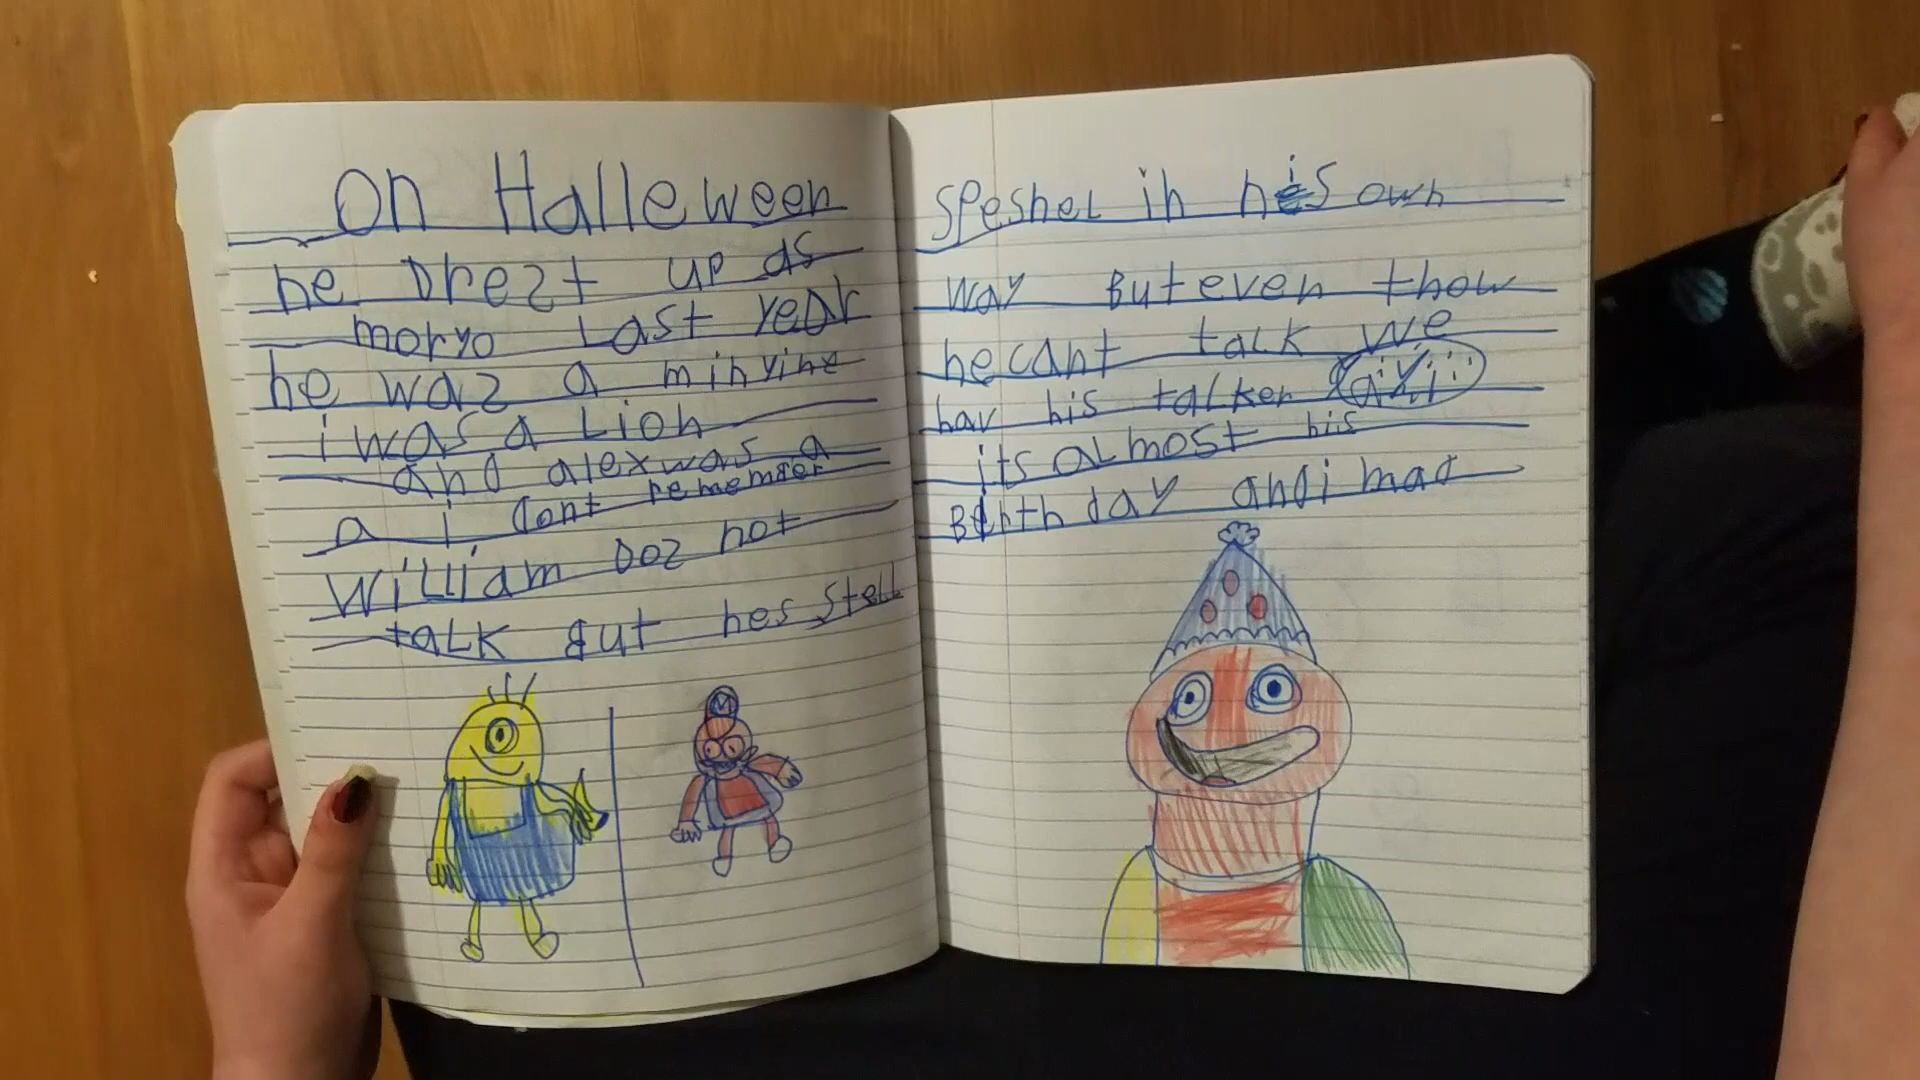 On Halleween
he Drezt up as
moryo Last year
he waz a minyine
i was a Lion
and alex was a
a i dont remember
William Doz not
talk But hes stell
M
speshel in his own
way But even thow
he cant talk we
hav his talker
its almost his
Birthday and i mad